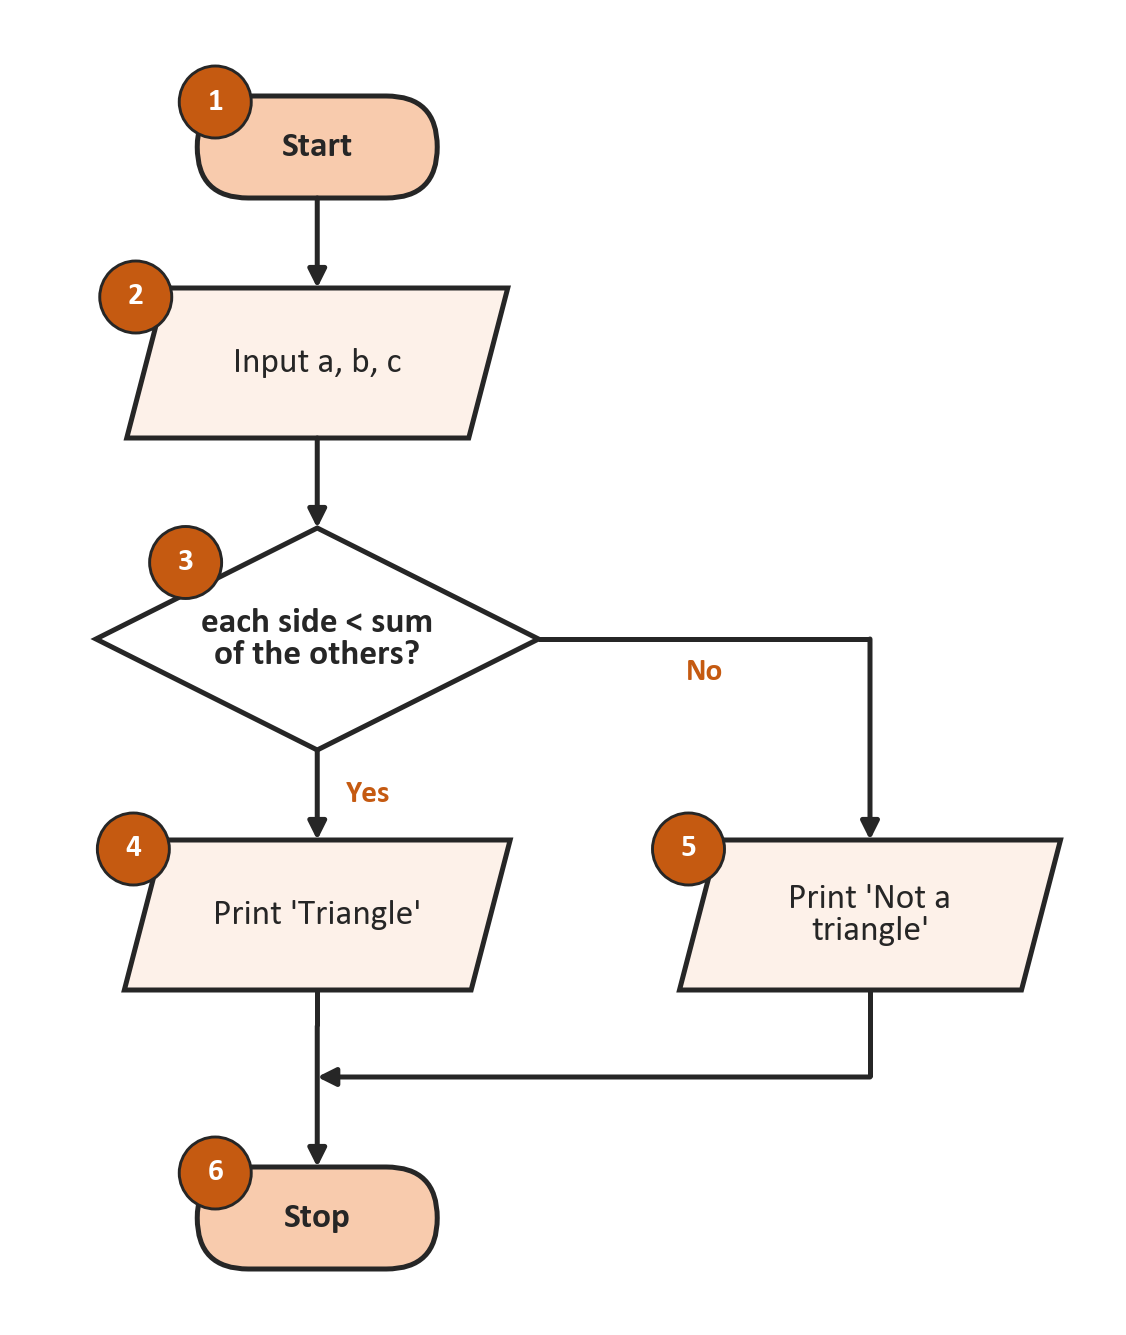 1
Start
2
Input a, b, c
3
each side < sum
of the others?
No
Yes
4
Print 'Triangle'
5
Print 'Not a
triangle'
6
Stop